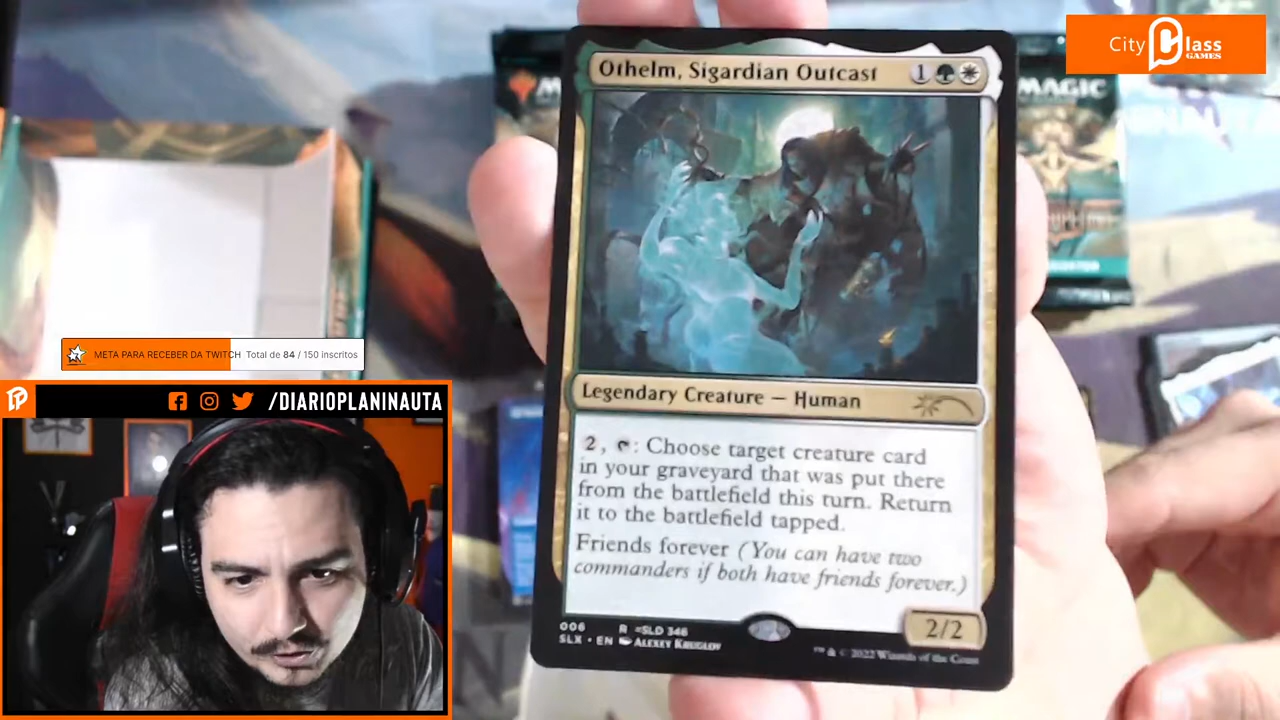 City Class
GAMES
MAGIC
Othelm, Sigardian Outcast 1
Legendary Creature — Human
2, : Choose target creature card
in your graveyard that was put there
from the battlefield this turn. Return
it to the battlefield tapped.
Friends forever (You can have two
commanders if both have friends forever.)
2/2
006 R =SLD 346
SLX • EN ALEXEY KRUGLOV
™ & © 2022 Wizards of the Coast
META PARA RECEBER DA TWITCH Total de 84 / 150 inscritos
/DIARIOPLANINAUTA